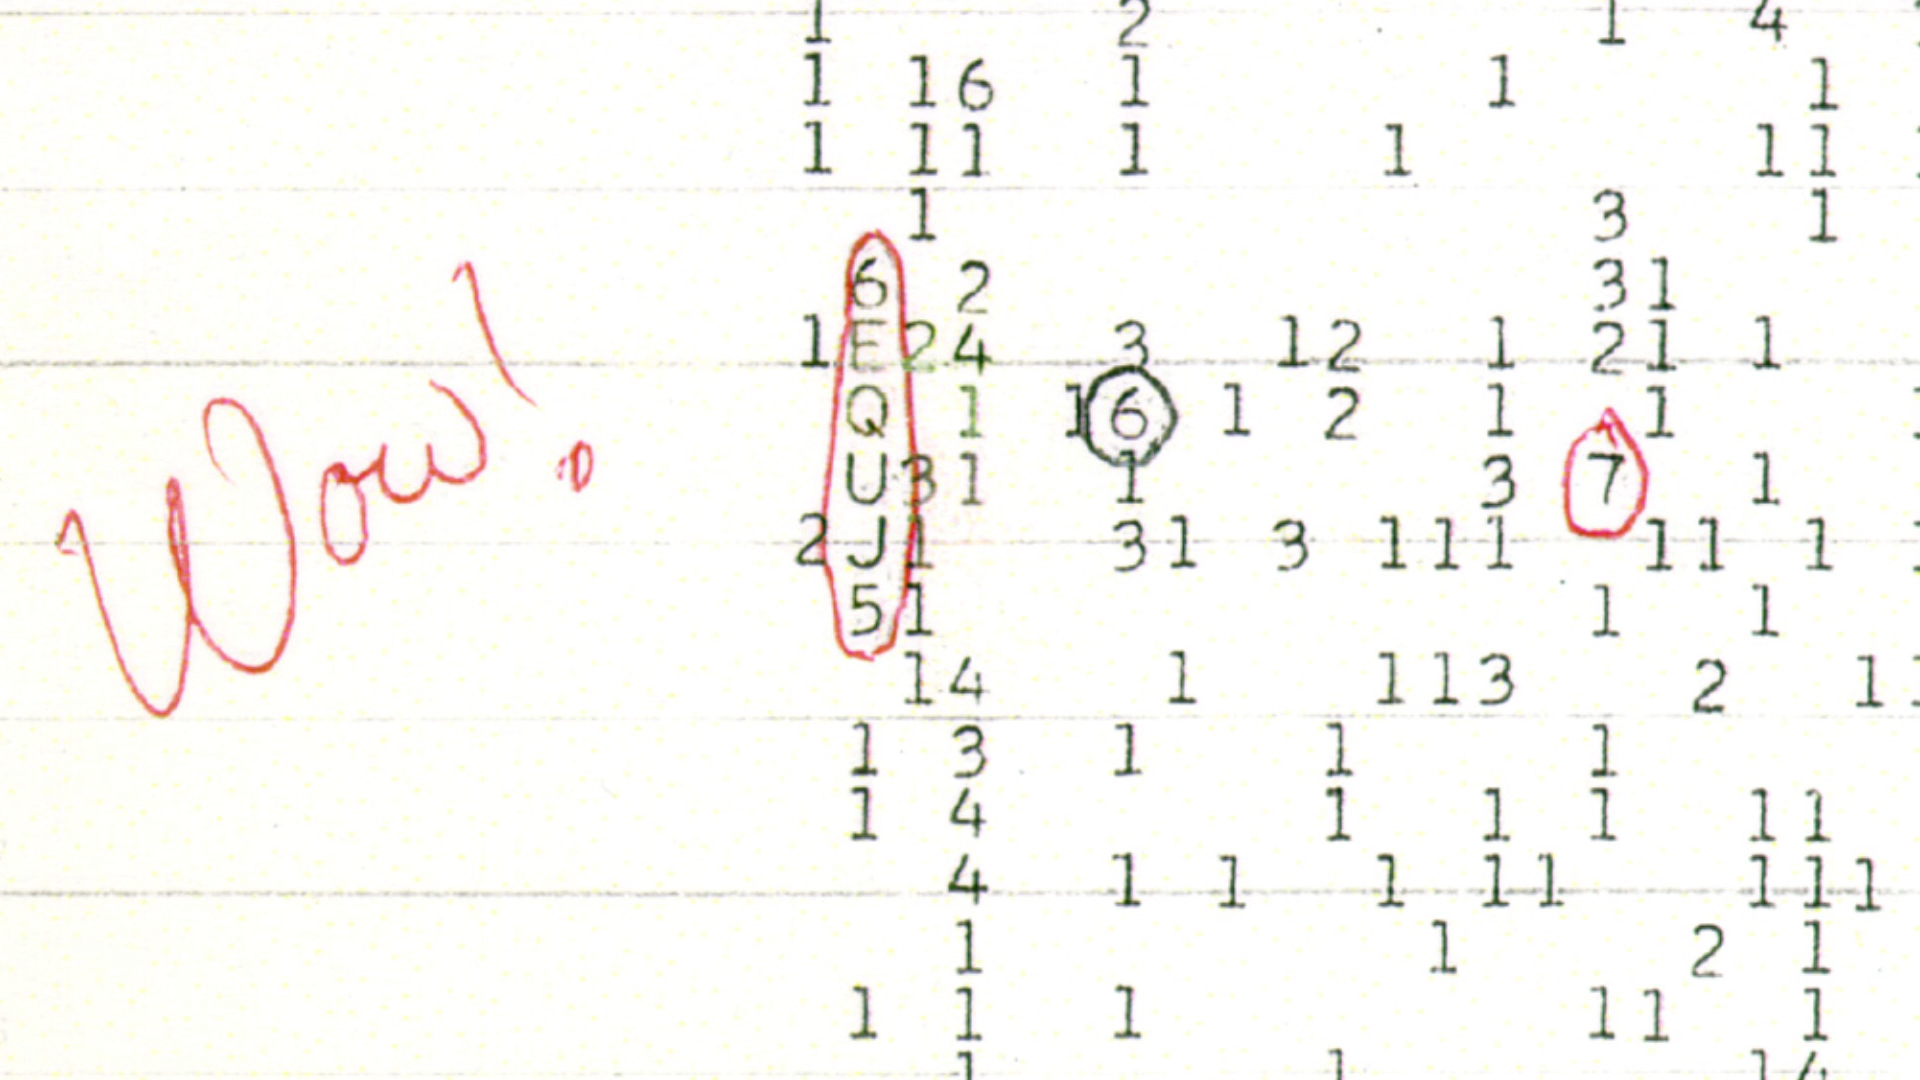 1 2 1 4
1 16 1 1 1
1 11 1 1 11
1 3 1
6 2 31
1E24 3 12 1 21 1
Q 1 16 1 2 1 1
U31 1 3 7 1
2J1 31 3 111 11 1
51 1 1
14 1 113 2 1
1 3 1 1 1
1 4 1 1 1 11
4 1 1 1 11 111
1 1 2 1
1 1 1 11 1
1 1 14
Wow!